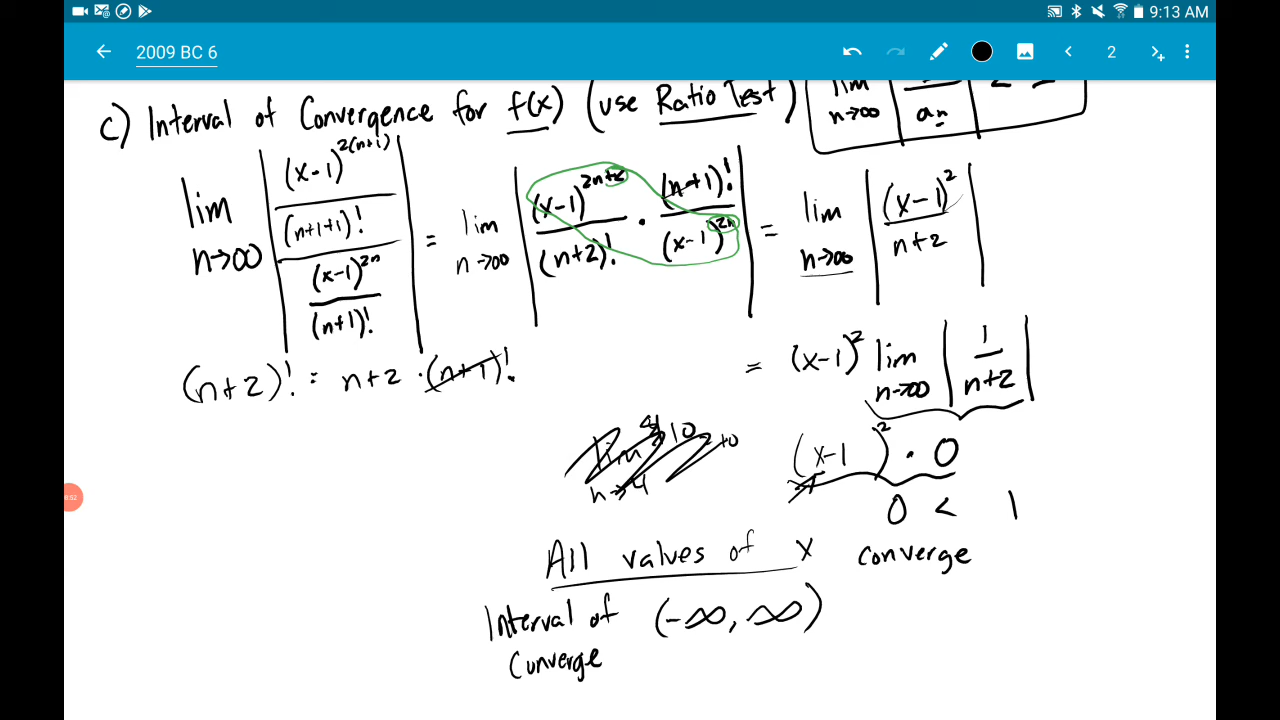 9:13 AM
2009 BC 6
2
c) Interval of Convergence for f(x) (use Ratio Test)
lim n→∞ | an |
lim n→∞ | (x-1)^2(n+1) / (n+1+1)! / (x-1)^2n / (n+1)! | = lim n→∞ | (x-1)^2n+2 / (n+2)! · (n+1)! / (x-1)^2n | = lim n→∞ | (x-1)^2 / n+2 |
(n+2)! = n+2 · (n+1)!
= (x-1)^2 lim n→∞ | 1 / n+2 |
(x-1)^2 · 0
0 < 1
All values of x converge
Interval of (-∞, ∞)
Converge